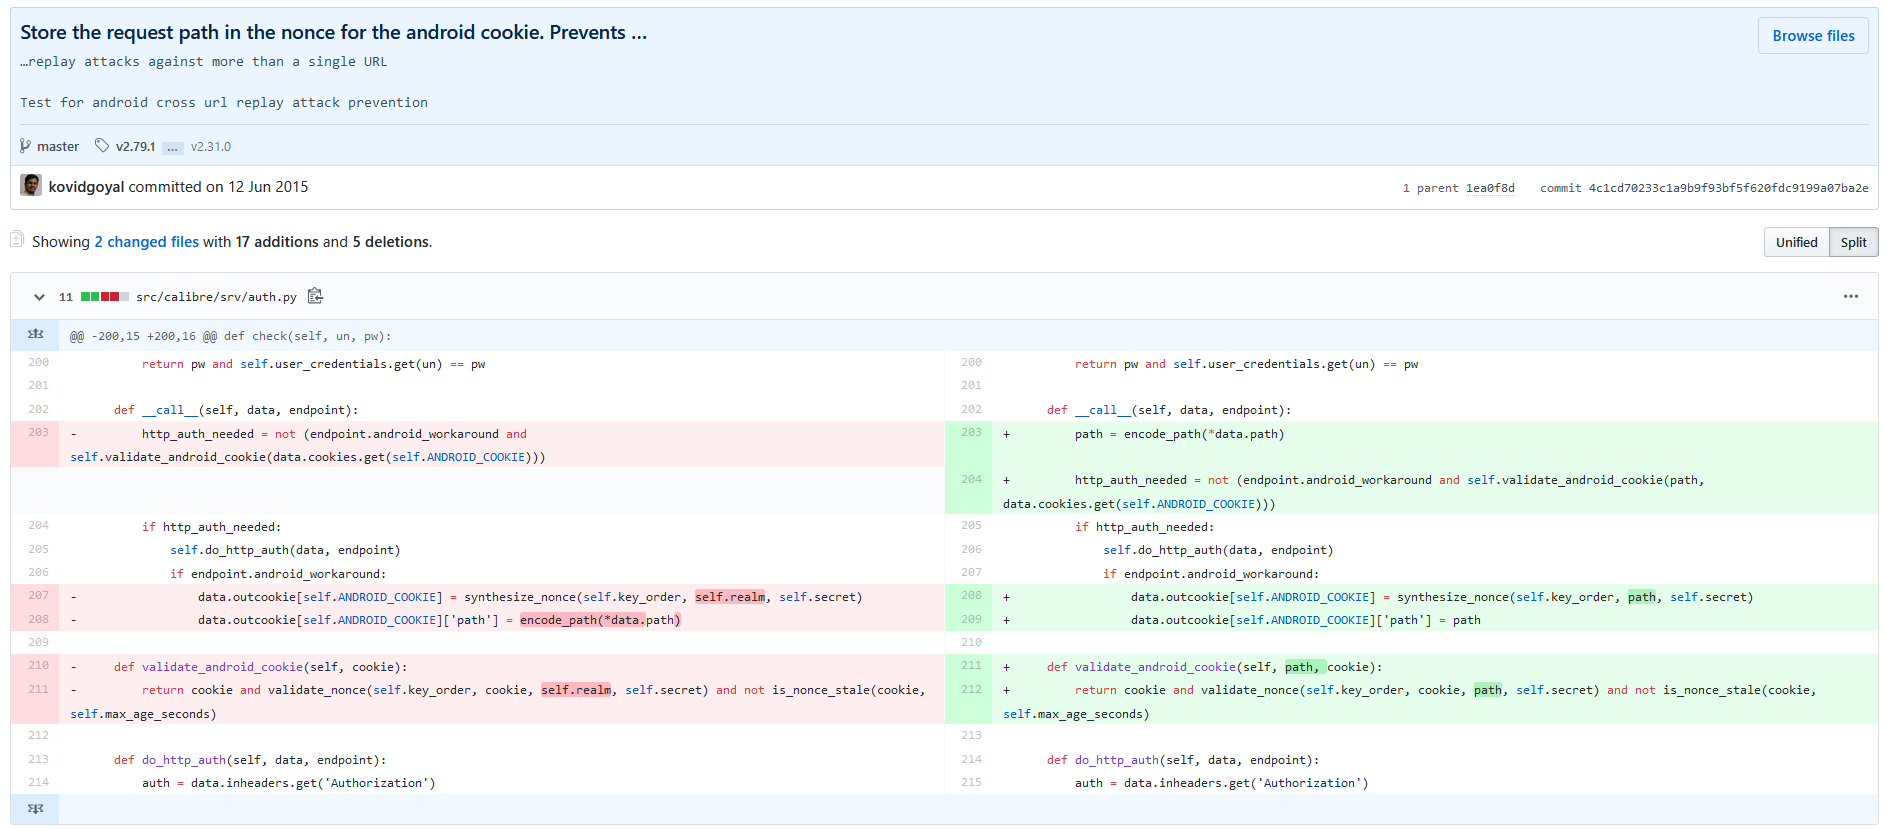 Store the request path in the nonce for the android cookie. Prevents …
Browse files
…replay attacks against more than a single URL
Test for android cross url replay attack prevention
master v2.79.1 … v2.31.0
kovidgoyal committed on 12 Jun 2015
1 parent 1ea0f8d commit 4c1cd70233c1a9b9f93bf5f620fdc9199a07ba2e
Showing 2 changed files with 17 additions and 5 deletions.
Unified Split
11 src/calibre/srv/auth.py
@@ -200,15 +200,16 @@ def check(self, un, pw):
200 return pw and self.user_credentials.get(un) == pw
201
202 def __call__(self, data, endpoint):
203 - http_auth_needed = not (endpoint.android_workaround and
self.validate_android_cookie(data.cookies.get(self.ANDROID_COOKIE)))
204 if http_auth_needed:
205 self.do_http_auth(data, endpoint)
206 if endpoint.android_workaround:
207 - data.outcookie[self.ANDROID_COOKIE] = synthesize_nonce(self.key_order, self.realm, self.secret)
208 - data.outcookie[self.ANDROID_COOKIE]['path'] = encode_path(*data.path)
209
210 - def validate_android_cookie(self, cookie):
211 - return cookie and validate_nonce(self.key_order, cookie, self.realm, self.secret) and not is_nonce_stale(cookie,
self.max_age_seconds)
212
213 def do_http_auth(self, data, endpoint):
214 auth = data.inheaders.get('Authorization')
200 return pw and self.user_credentials.get(un) == pw
201
202 def __call__(self, data, endpoint):
203 + path = encode_path(*data.path)
204 + http_auth_needed = not (endpoint.android_workaround and self.validate_android_cookie(path,
data.cookies.get(self.ANDROID_COOKIE)))
205 if http_auth_needed:
206 self.do_http_auth(data, endpoint)
207 if endpoint.android_workaround:
208 + data.outcookie[self.ANDROID_COOKIE] = synthesize_nonce(self.key_order, path, self.secret)
209 + data.outcookie[self.ANDROID_COOKIE]['path'] = path
210
211 + def validate_android_cookie(self, path, cookie):
212 + return cookie and validate_nonce(self.key_order, cookie, path, self.secret) and not is_nonce_stale(cookie,
self.max_age_seconds)
213
214 def do_http_auth(self, data, endpoint):
215 auth = data.inheaders.get('Authorization')